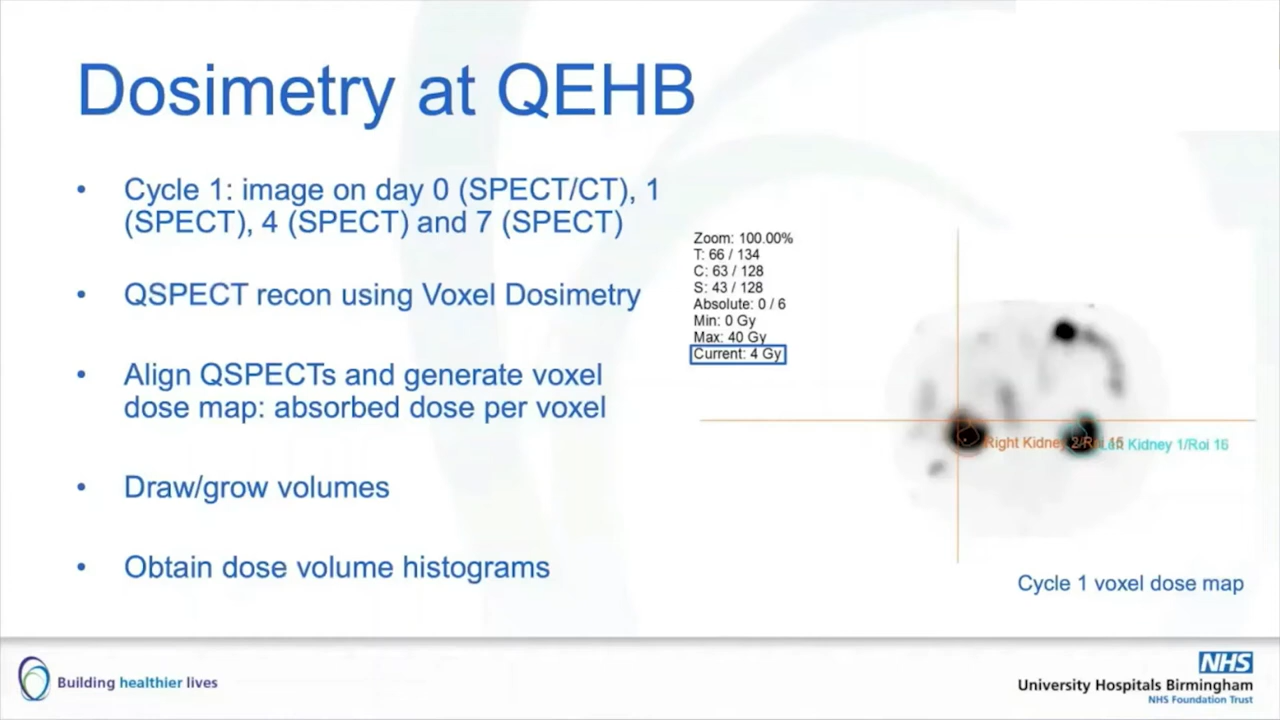 Dosimetry at QEHB
• Cycle 1: image on day 0 (SPECT/CT), 1
(SPECT), 4 (SPECT) and 7 (SPECT)
• QSPECT recon using Voxel Dosimetry
• Align QSPECTs and generate voxel
dose map: absorbed dose per voxel
• Draw/grow volumes
• Obtain dose volume histograms
Zoom: 100.00%
T: 66 / 134
C: 63 / 128
S: 43 / 128
Absolute: 0 / 6
Min: 0 Gy
Max: 40 Gy
Current: 4 Gy
Right Kidney 2/Roi 15
Kidney 1/Roi 16
Cycle 1 voxel dose map
Building healthier lives
NHS
University Hospitals Birmingham
NHS Foundation Trust